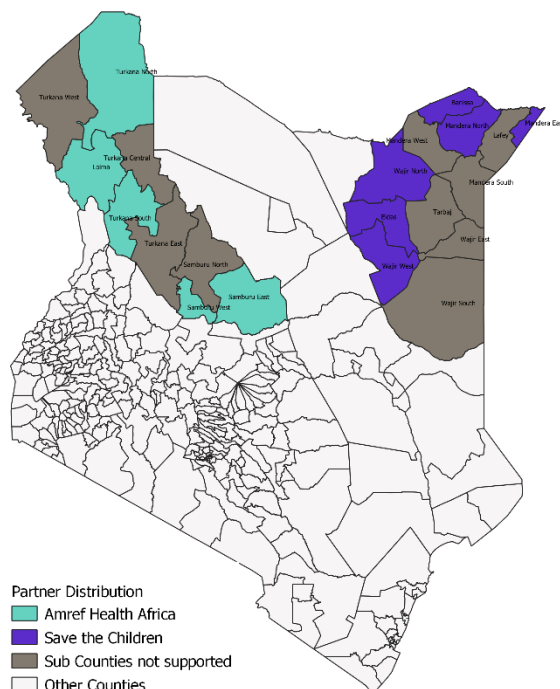 Turkana North
Turkana West
Banissa
Mandera East
Mandera North
Mandera West
Lafey
Turkana Central
Loima
Wajir North
Mandera South
Eldas
Tarbaj
Turkana South
Turkana East
Wajir East
Samburu North
Wajir West
Samburu East
Samburu West
Wajir South
Partner Distribution
Amref Health Africa
Save the Children
Sub Counties not supported
Other Counties